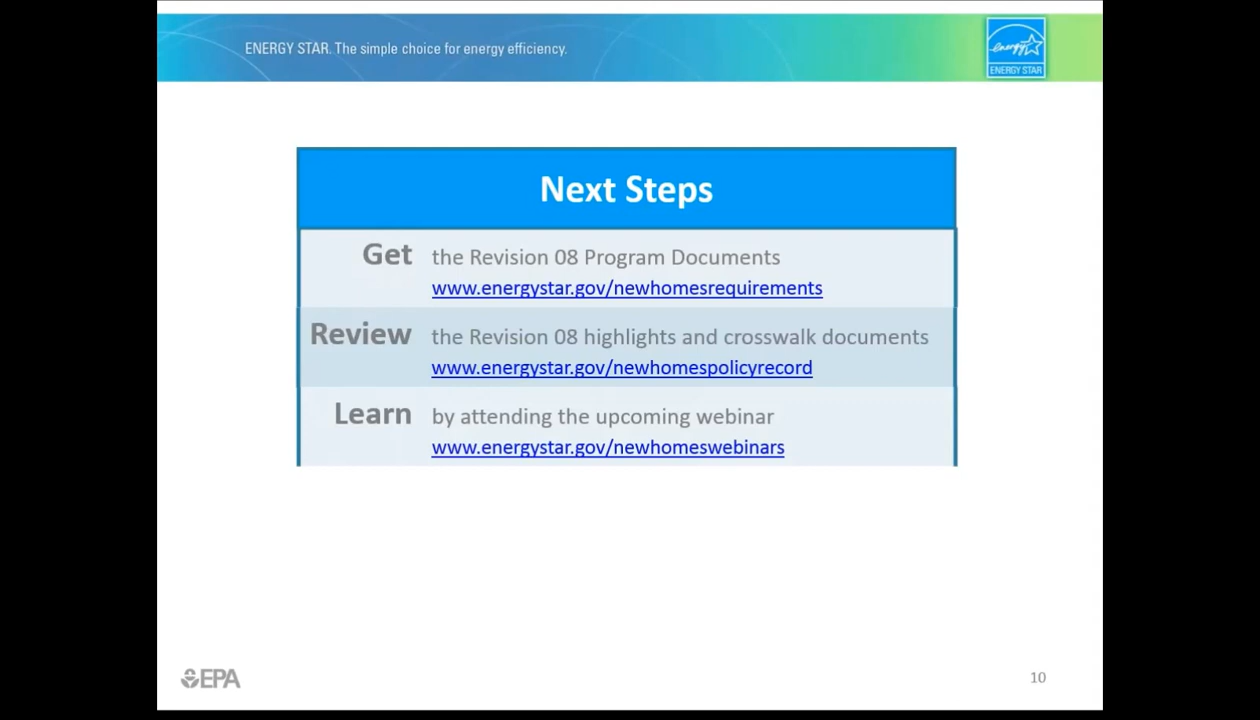 ENERGY STAR. The simple choice for energy efficiency.
energy
ENERGY STAR
Next Steps
Get the Revision 08 Program Documents
www.energystar.gov/newhomesrequirements
Review the Revision 08 highlights and crosswalk documents
www.energystar.gov/newhomespolicyrecord
Learn by attending the upcoming webinar
www.energystar.gov/newhomeswebinars
EPA
10